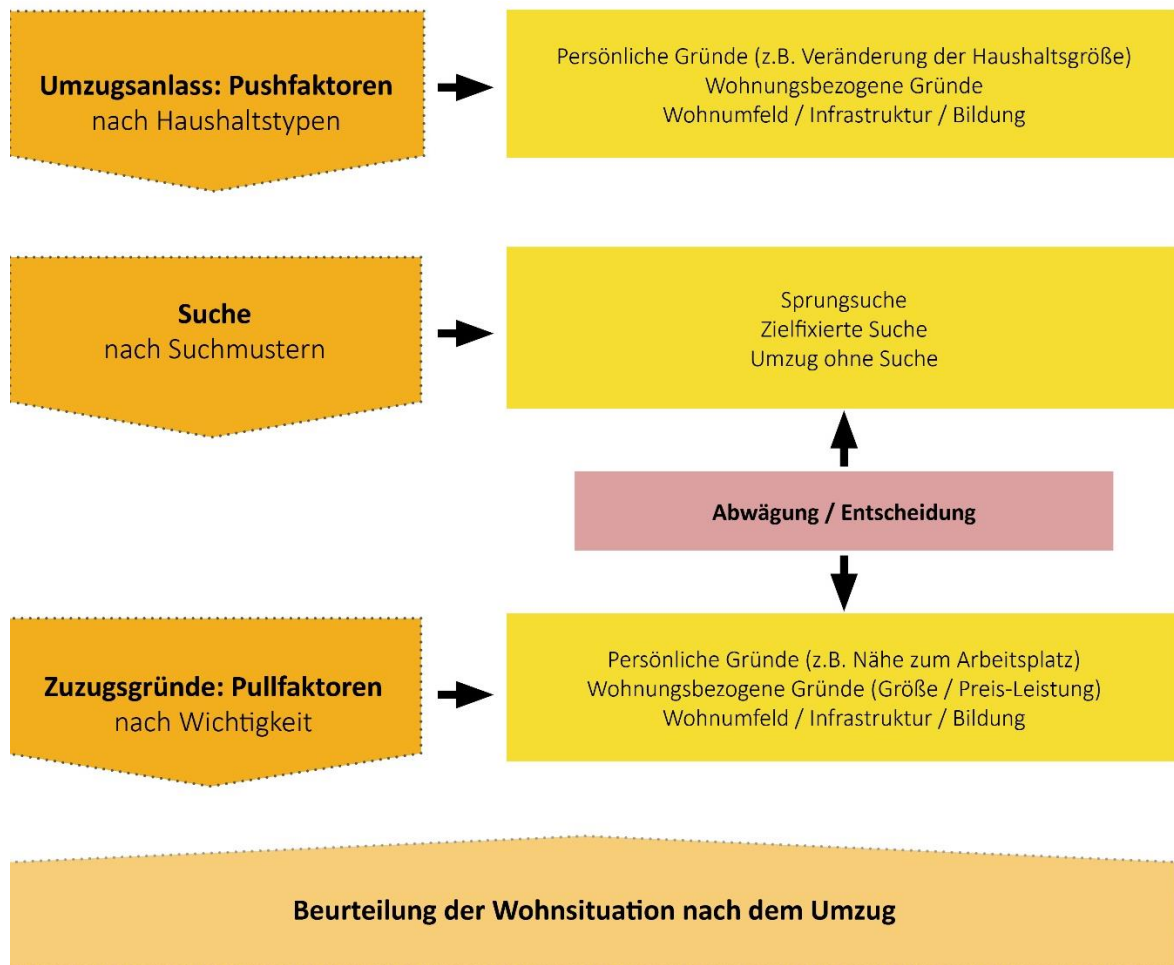 Umzugsanlass: Pushfaktoren
nach Haushaltstypen
Persönliche Gründe (z.B. Veränderung der Haushaltsgröße)
Wohnungsbezogene Gründe
Wohnumfeld / Infrastruktur / Bildung
Suche
nach Suchmustern
Sprungsuche
Zielfixierte Suche
Umzug ohne Suche
Abwägung / Entscheidung
Zuzugsgründe: Pullfaktoren
nach Wichtigkeit
Persönliche Gründe (z.B. Nähe zum Arbeitsplatz)
Wohnungsbezogene Gründe (Größe / Preis-Leistung)
Wohnumfeld / Infrastruktur / Bildung
Beurteilung der Wohnsituation nach dem Umzug